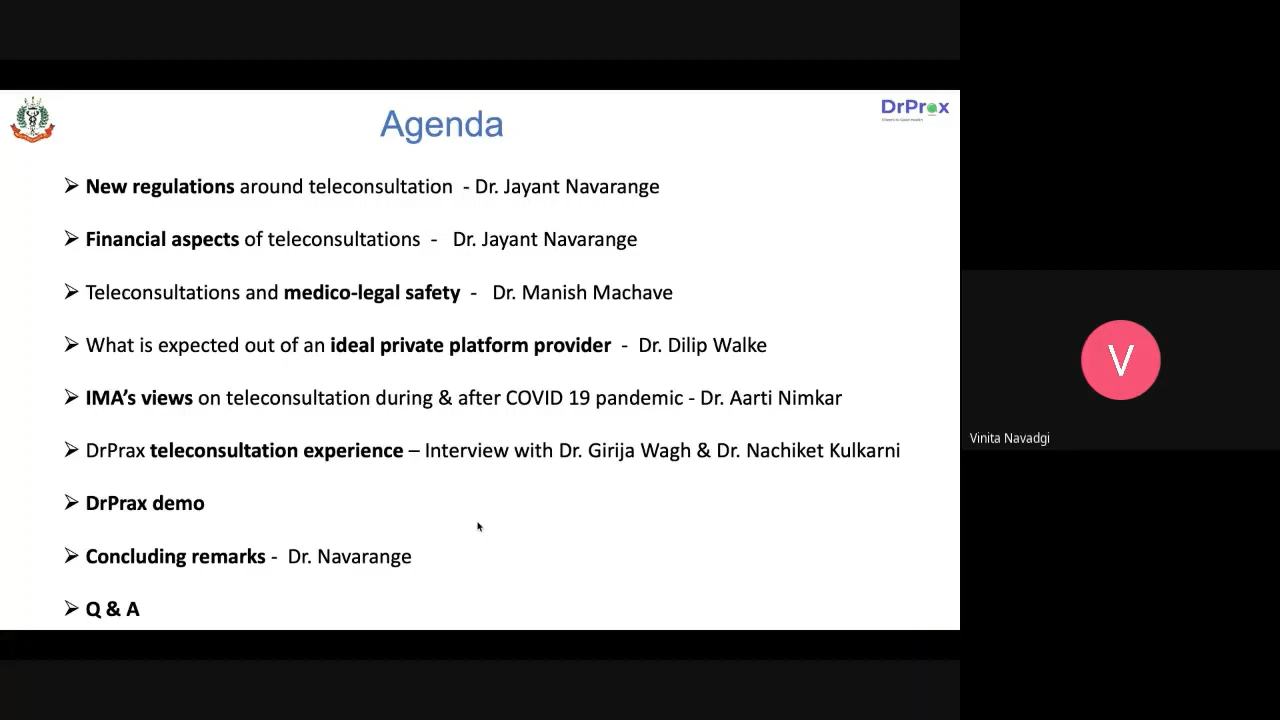 Agenda
DrPrax
➢ New regulations around teleconsultation - Dr. Jayant Navarange
➢ Financial aspects of teleconsultations - Dr. Jayant Navarange
➢ Teleconsultations and medico-legal safety - Dr. Manish Machave
➢ What is expected out of an ideal private platform provider - Dr. Dilip Walke
➢ IMA’s views on teleconsultation during & after COVID 19 pandemic - Dr. Aarti Nimkar
➢ DrPrax teleconsultation experience – Interview with Dr. Girija Wagh & Dr. Nachiket Kulkarni
➢ DrPrax demo
➢ Concluding remarks - Dr. Navarange
➢ Q & A
V
Vinita Navadgi